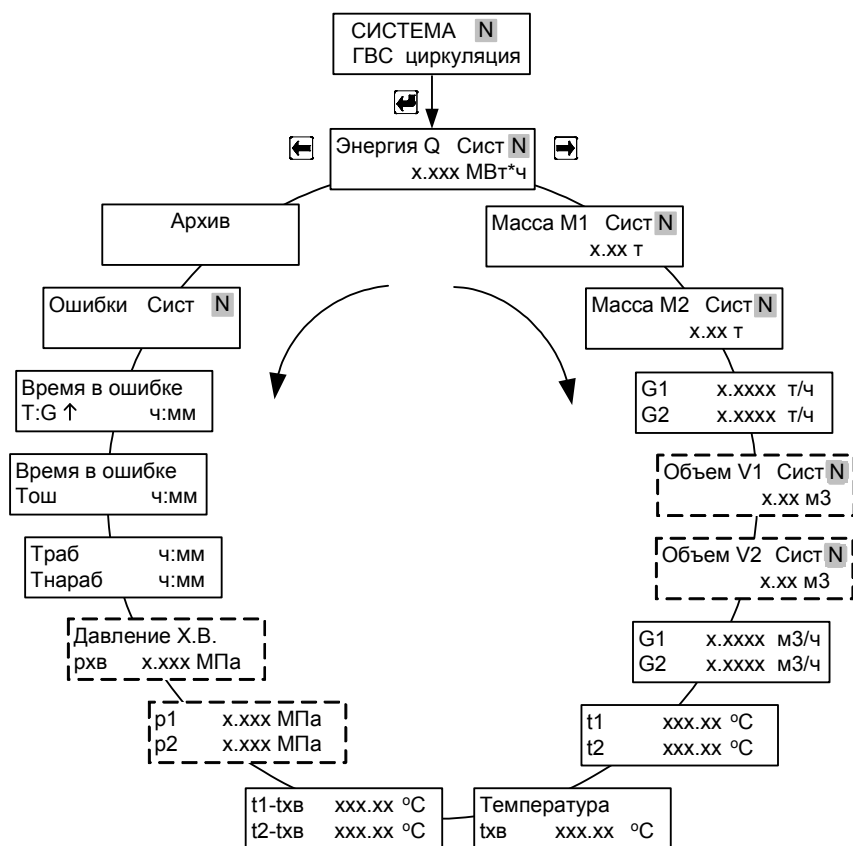 СИСТЕМА N
ГВС циркуляция
Энергия Q Сист N
x.xxx МВт*ч
Архив
Масса М1 Сист N
x.xx т
Ошибки Сист N
Масса М2 Сист N
x.xx т
Время в ошибке
T:G ↑ ч:мм
G1 x.xxxx т/ч
G2 x.xxxx т/ч
Время в ошибке
Тош ч:мм
Объем V1 Сист N
x.xx м3
Траб ч:мм
Тнараб ч:мм
Объем V2 Сист N
x.xx м3
Давление Х.В.
pхв x.xxx МПа
G1 x.xxxx м3/ч
G2 x.xxxx м3/ч
p1 x.xxx МПа
p2 x.xxx МПа
t1 xxx.xx ºC
t2 xxx.xx ºC
t1-tхв xxx.xx ºC
t2-tхв xxx.xx ºC
Температура
tхв xxx.xx ºC